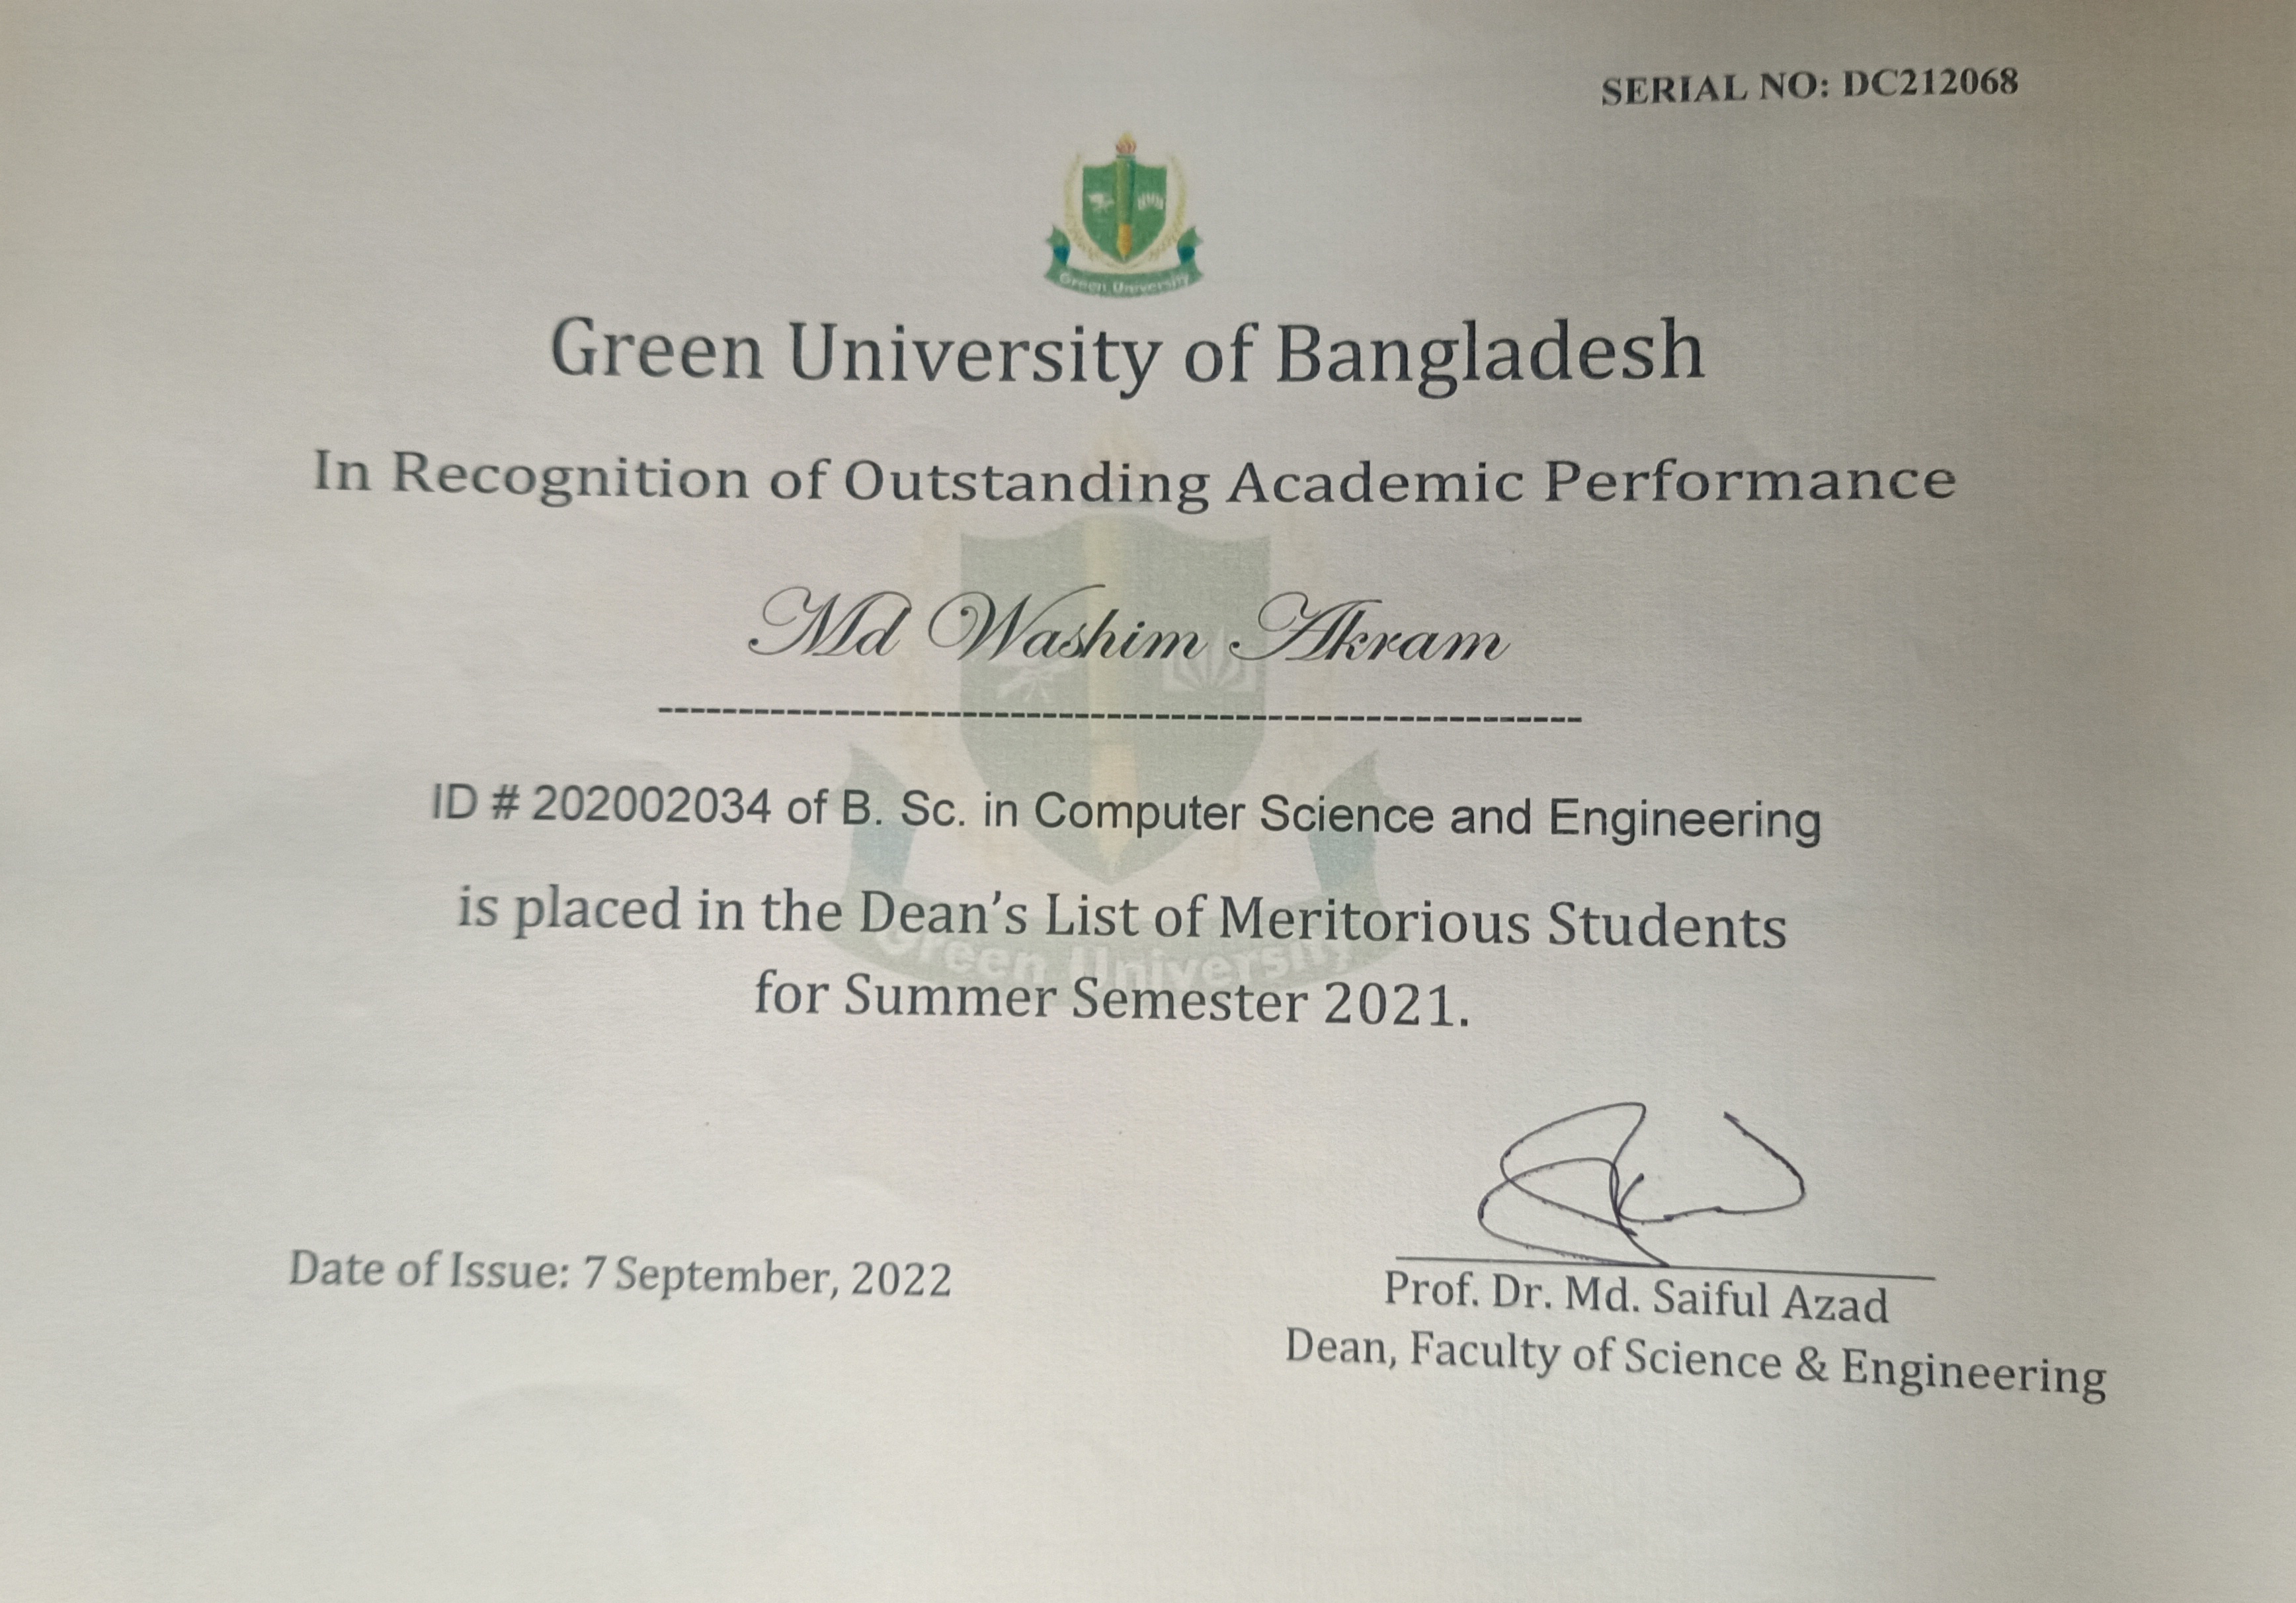 SERIAL NO: DC212068
Green University
Green University of Bangladesh
In Recognition of Outstanding Academic Performance
Md Washim Akram
------------------------------------------------------------
ID # 202002034 of B. Sc. in Computer Science and Engineering
is placed in the Dean's List of Meritorious Students
Green University
for Summer Semester 2021.
Date of Issue: 7 September, 2022
Prof. Dr. Md. Saiful Azad
Dean, Faculty of Science & Engineering